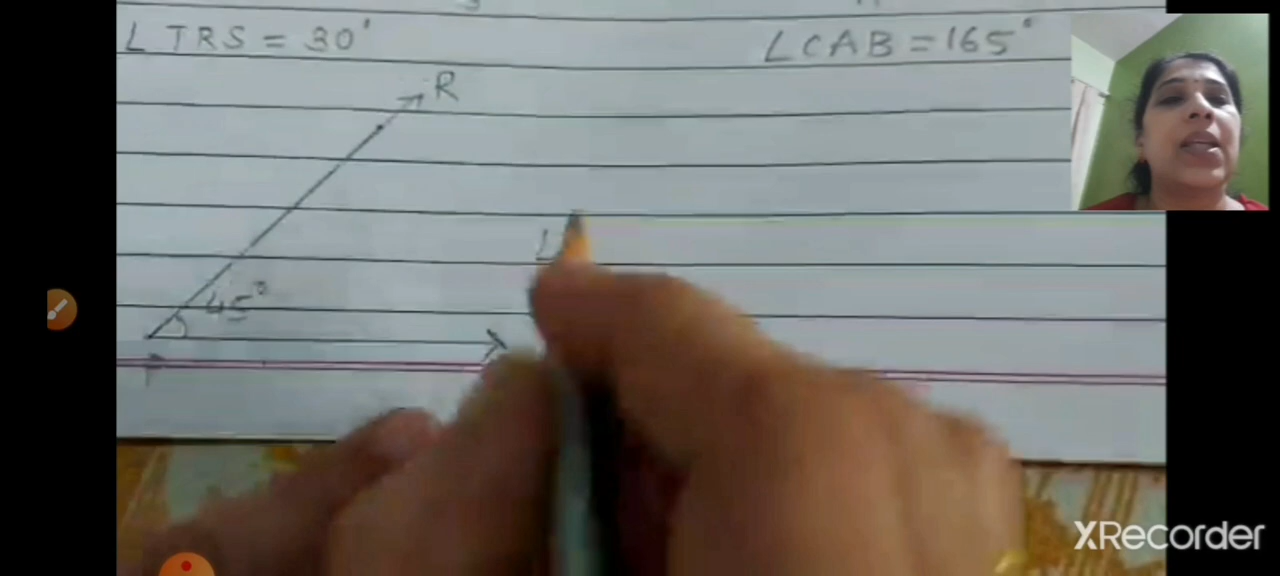 ∠ TRS = 30°
∠CAB = 165°
R
45°
∠
XRecorder